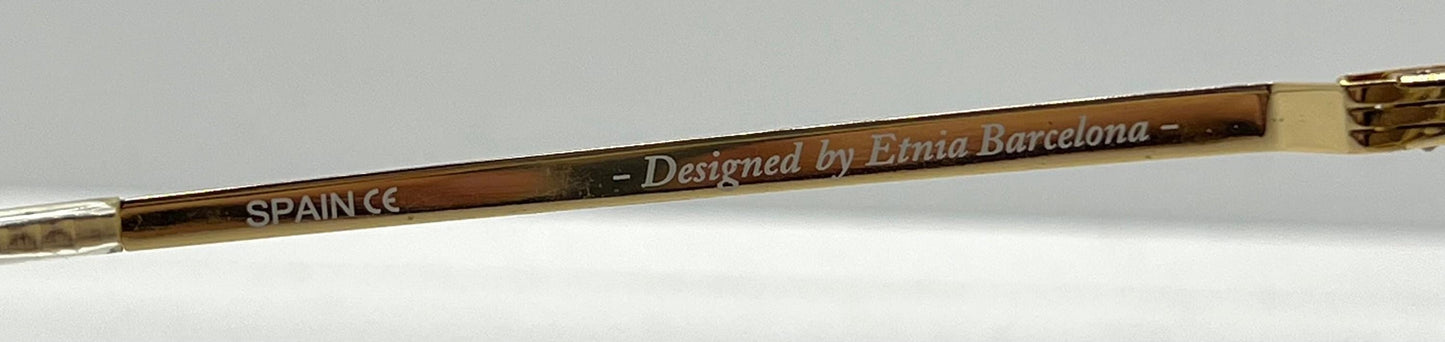 SPAIN CE – Designed by Etnia Barcelona –